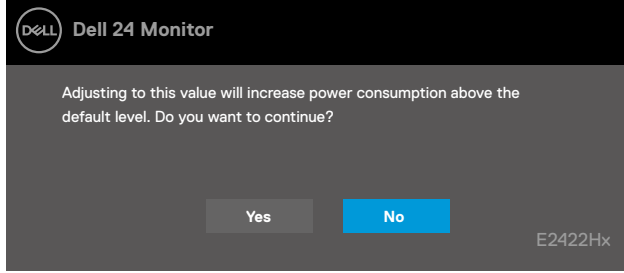 DELL Dell 24 Monitor
Adjusting to this value will increase power consumption above the
default level. Do you want to continue?
Yes No
E2422Hx